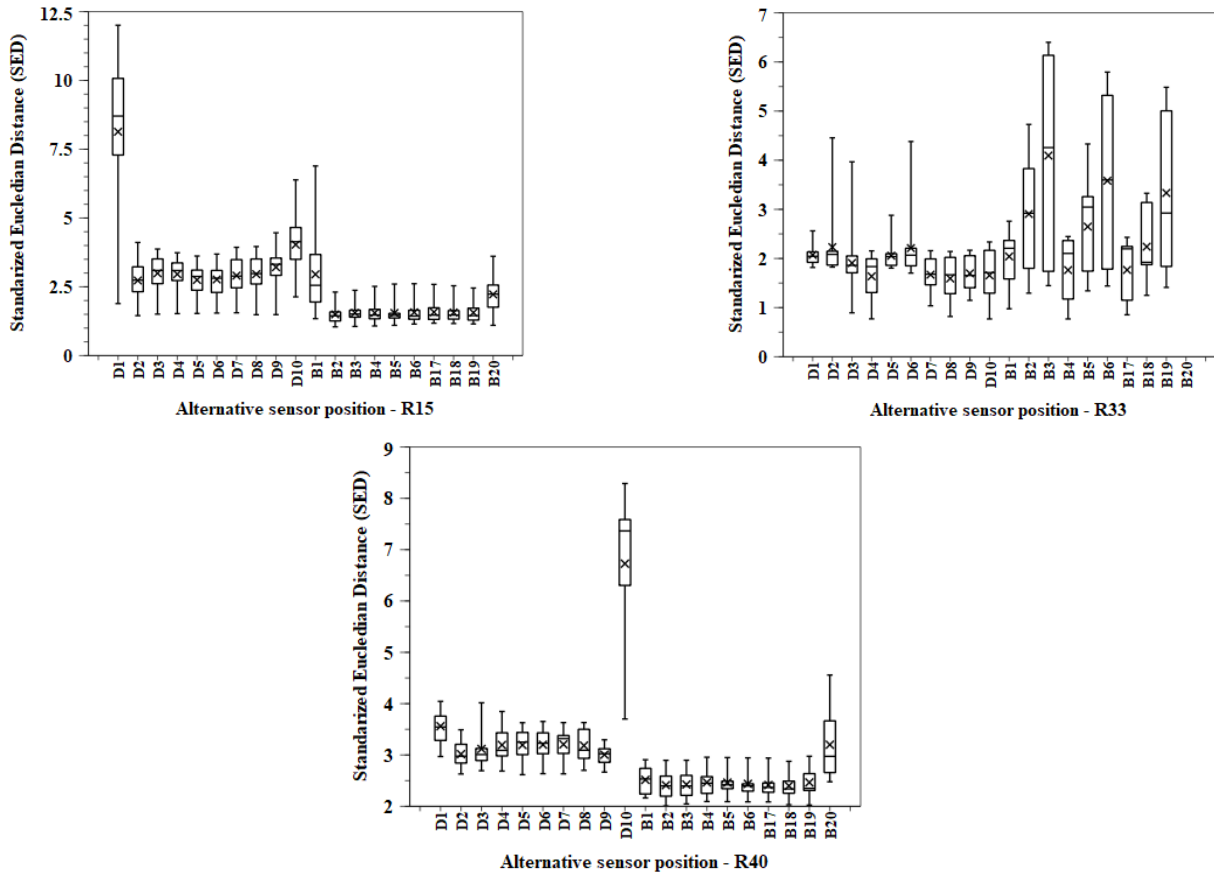 Standarized Eucledian Distance (SED)
12.5
10
7.5
5
2.5
0
D1 D2 D3 D4 D5 D6 D7 D8 D9 D10 B1 B2 B3 B4 B5 B6 B17 B18 B19 B20
Alternative sensor position - R15
Standarized Eucledian Distance (SED)
7
6
5
4
3
2
1
0
D1 D2 D3 D4 D5 D6 D7 D8 D9 D10 B1 B2 B3 B4 B5 B6 B17 B18 B19 B20
Alternative sensor position - R33
Standarized Eucledian Distance (SED)
9
8
7
6
5
4
3
2
D1 D2 D3 D4 D5 D6 D7 D8 D9 D10 B1 B2 B3 B4 B5 B6 B17 B18 B19 B20
Alternative sensor position - R40